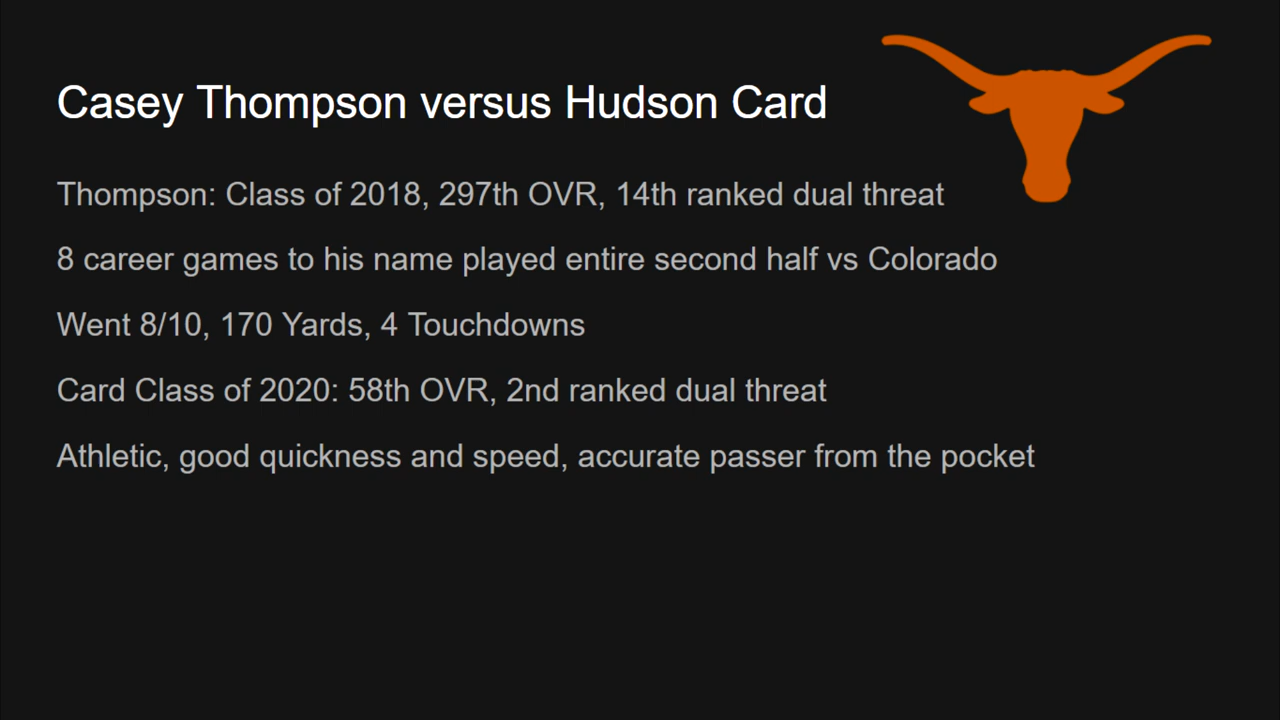 Casey Thompson versus Hudson Card
Thompson: Class of 2018, 297th OVR, 14th ranked dual threat
8 career games to his name played entire second half vs Colorado
Went 8/10, 170 Yards, 4 Touchdowns
Card Class of 2020: 58th OVR, 2nd ranked dual threat
Athletic, good quickness and speed, accurate passer from the pocket